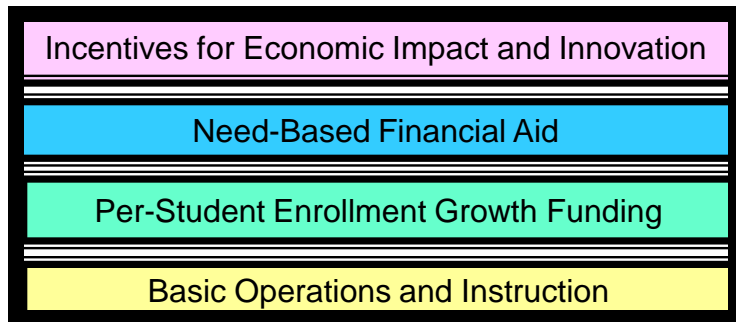 Incentives for Economic Impact and Innovation
Need-Based Financial Aid
Per-Student Enrollment Growth Funding
Basic Operations and Instruction